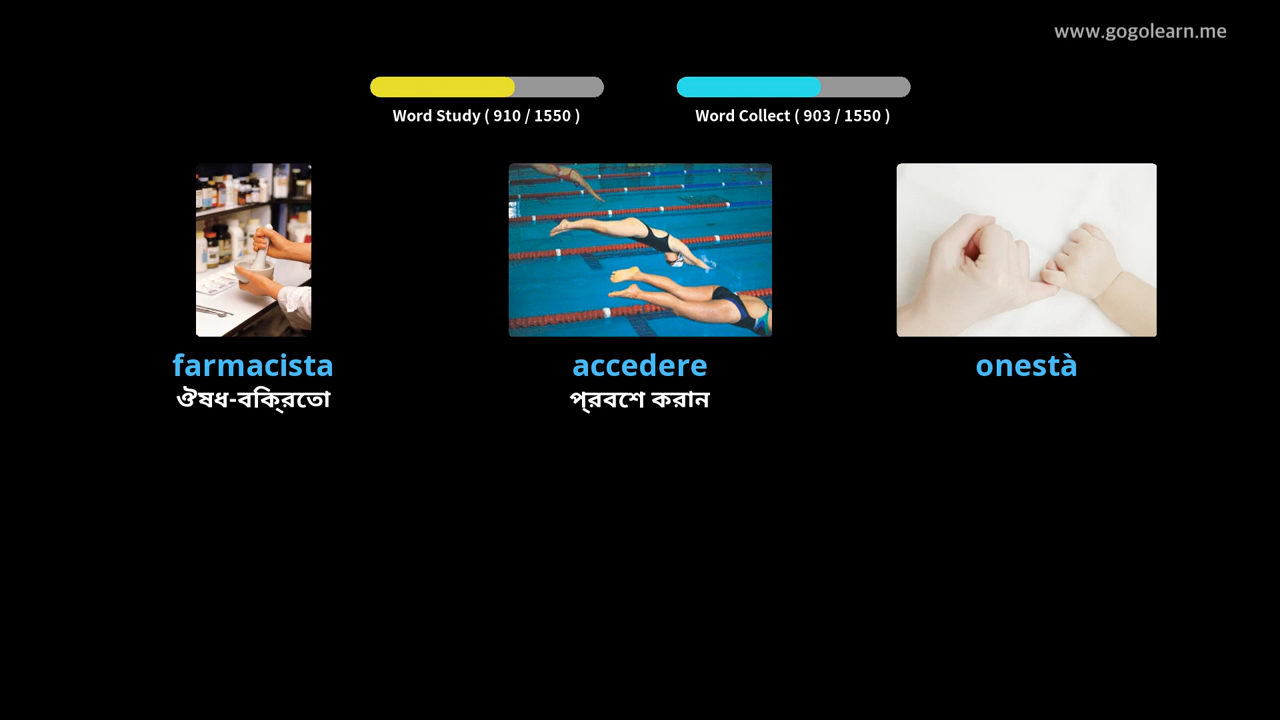 www.gogolearn.me
Word Study ( 910 / 1550 )
Word Collect ( 903 / 1550 )
farmacista
ঔষধ-বিক্রেতা
accedere
প্রবেশ করান
onestà